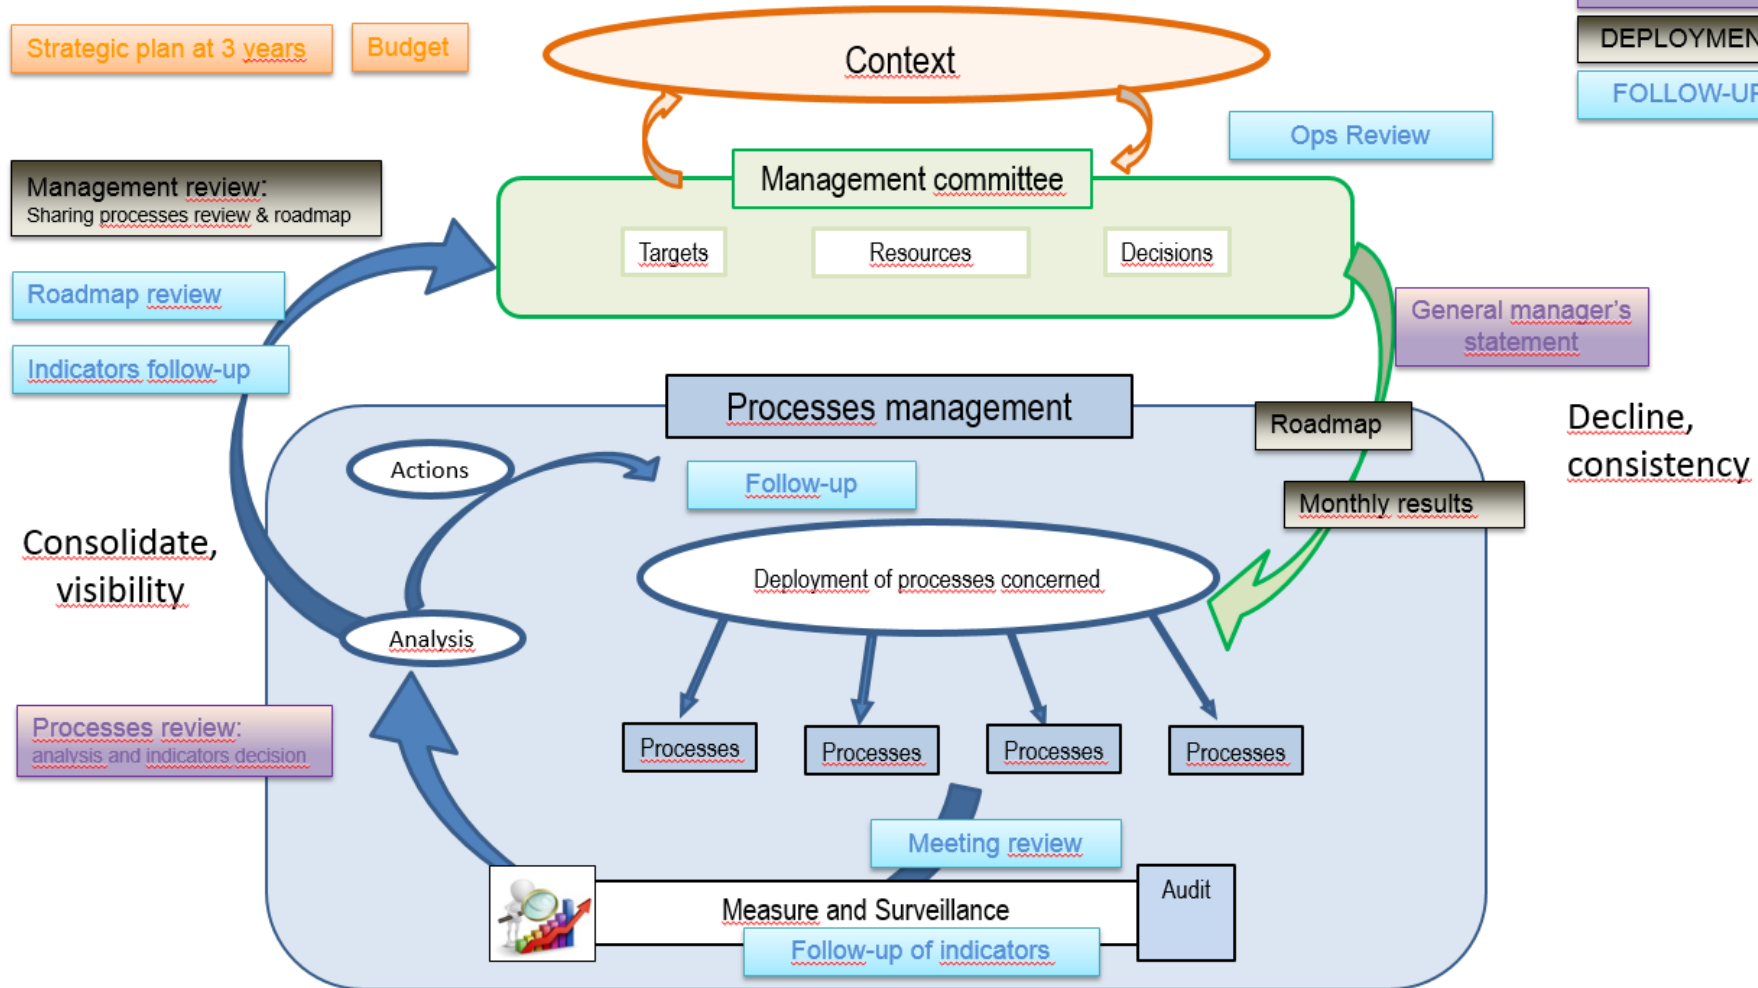 Strategic plan at 3 years
Budget
Context
DEPLOYMEN
FOLLOW-UP
Ops Review
Management review:
Sharing processes review & roadmap
Management committee
Targets
Resources
Decisions
Roadmap review
Indicators follow-up
General manager's
statement
Processes management
Roadmap
Decline,
consistency
Actions
Follow-up
Monthly results
Consolidate,
visibility
Deployment of processes concerned
Analysis
Processes review:
analysis and indicators decision
Processes
Processes
Processes
Processes
Meeting review
Audit
Measure and Surveillance
Follow-up of indicators